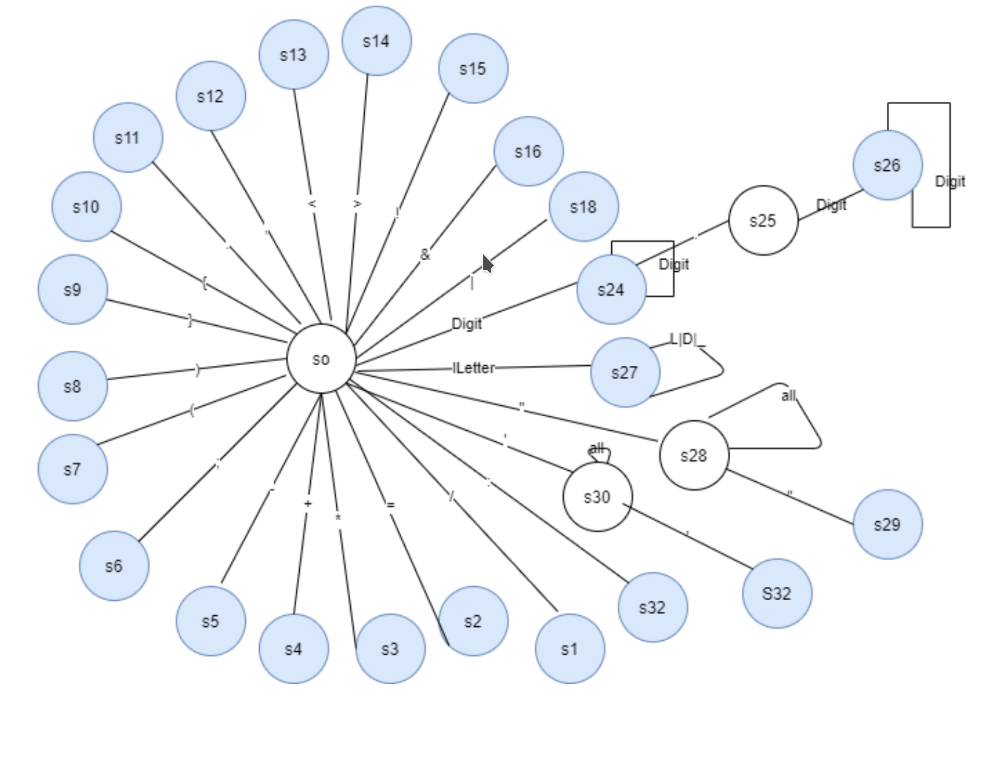 s14
s13
s15
s12
s11
s16
s26
s10
s18
Digit
<
>
Digit
!
s25
"
.
.
&
Digit
s9
{
|
s24
}
Digit
L|D|_
so
lLetter
s27
)
s8
all
(
"
'
all
s28
s7
;
:
"
-
/
s30
+
=
s29
*
'
s6
S32
s32
s5
s2
s4
s3
s1